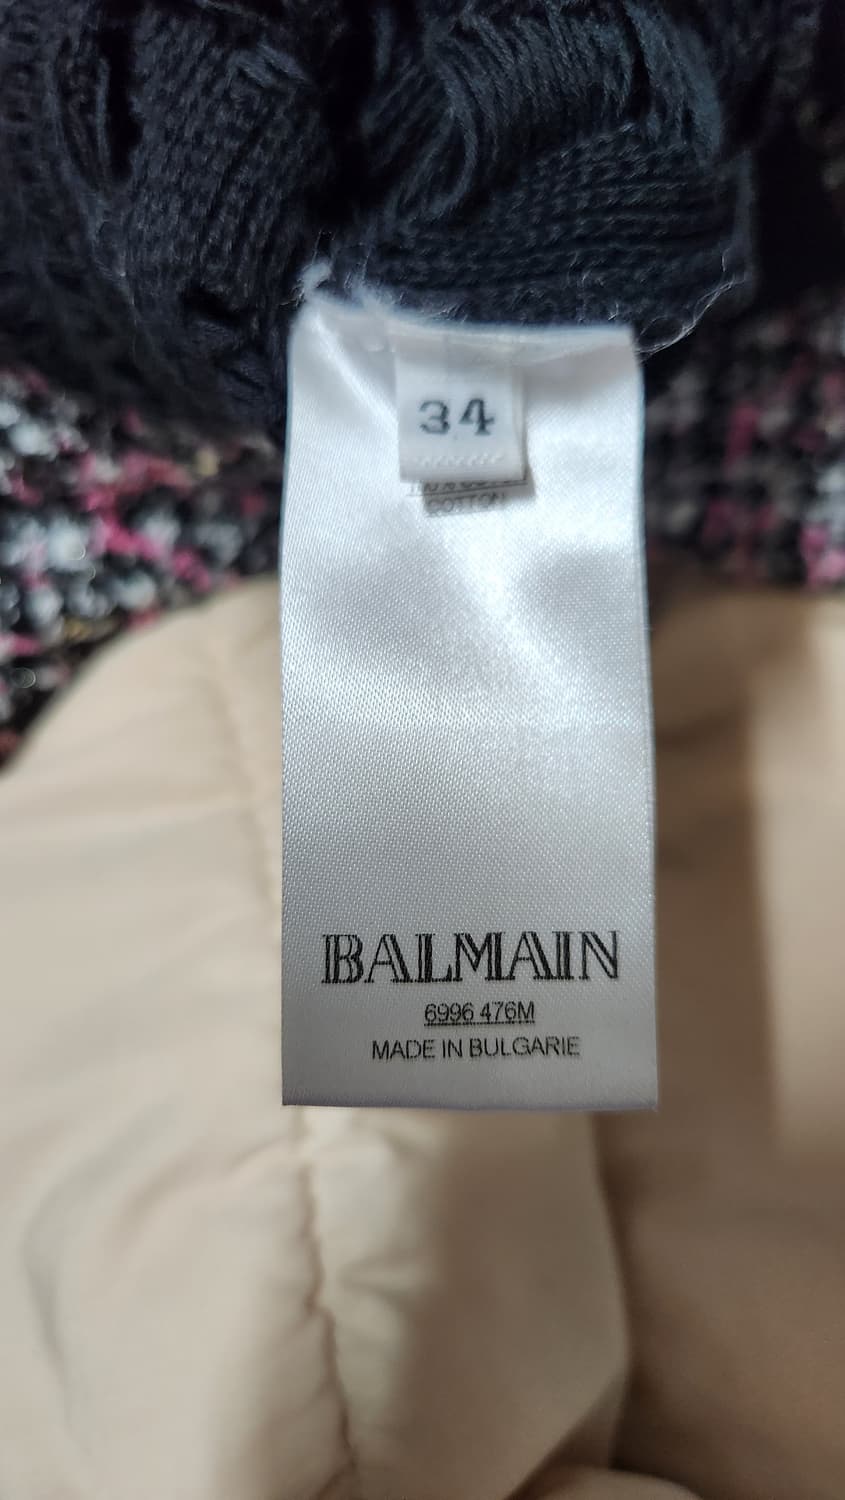 34
COTTON
BALMAIN
6996 476M
MADE IN BULGARIE